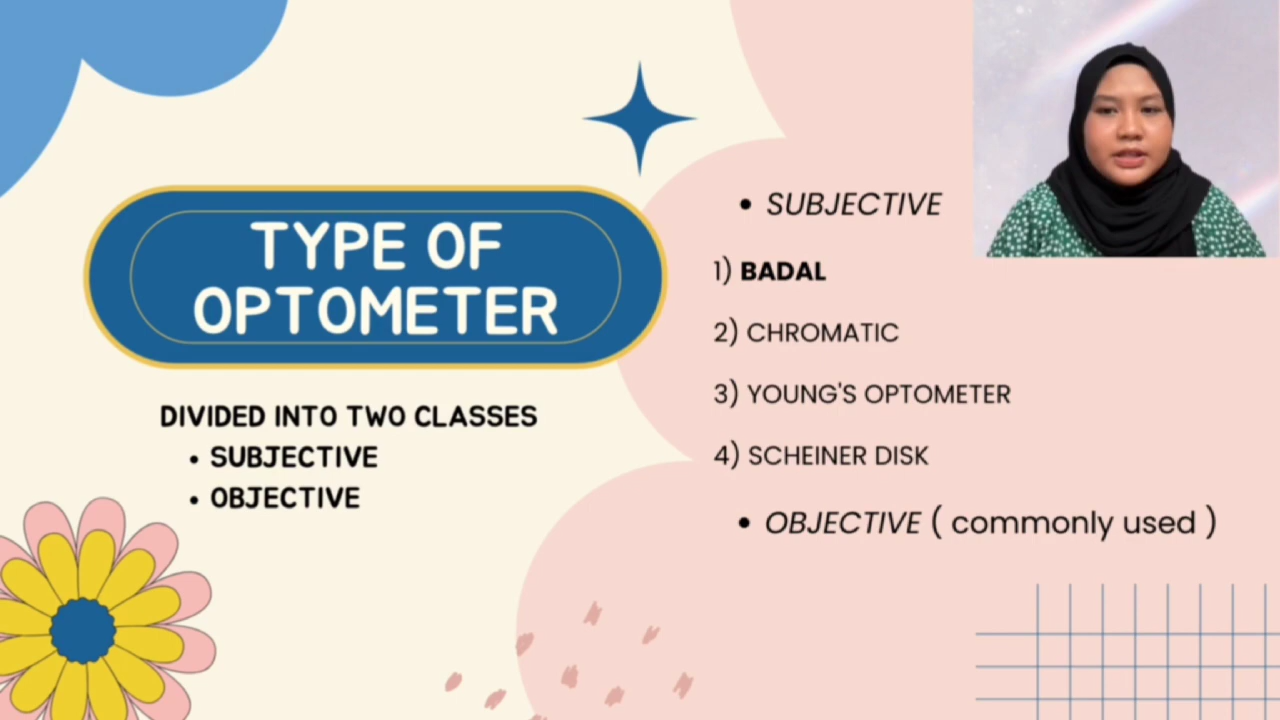 TYPE OF
OPTOMETER
DIVIDED INTO TWO CLASSES
• SUBJECTIVE
• OBJECTIVE
• SUBJECTIVE
1) BADAL
2) CHROMATIC
3) YOUNG'S OPTOMETER
4) SCHEINER DISK
• OBJECTIVE ( commonly used )